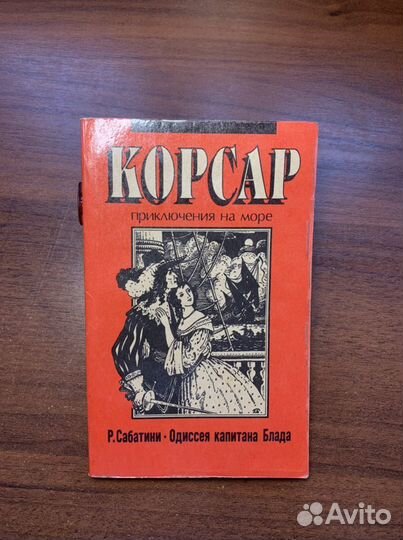 КОРСАР
приключения на море
Р. Сабатини · Одиссея капитана Блада
Avito